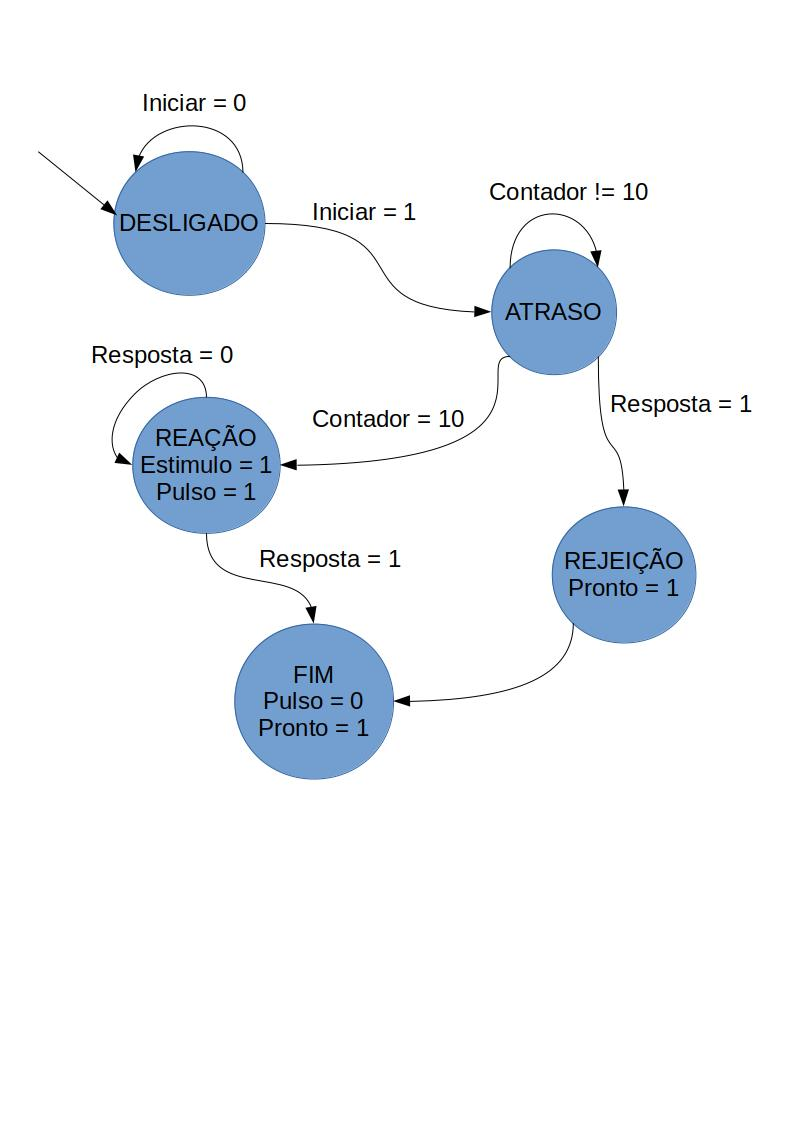 Iniciar = 0
DESLIGADO
Iniciar = 1
Contador != 10
ATRASO
Resposta = 0
REAÇÃO
Estimulo = 1
Pulso = 1
Contador = 10
Resposta = 1
Resposta = 1
REJEIÇÃO
Pronto = 1
FIM
Pulso = 0
Pronto = 1